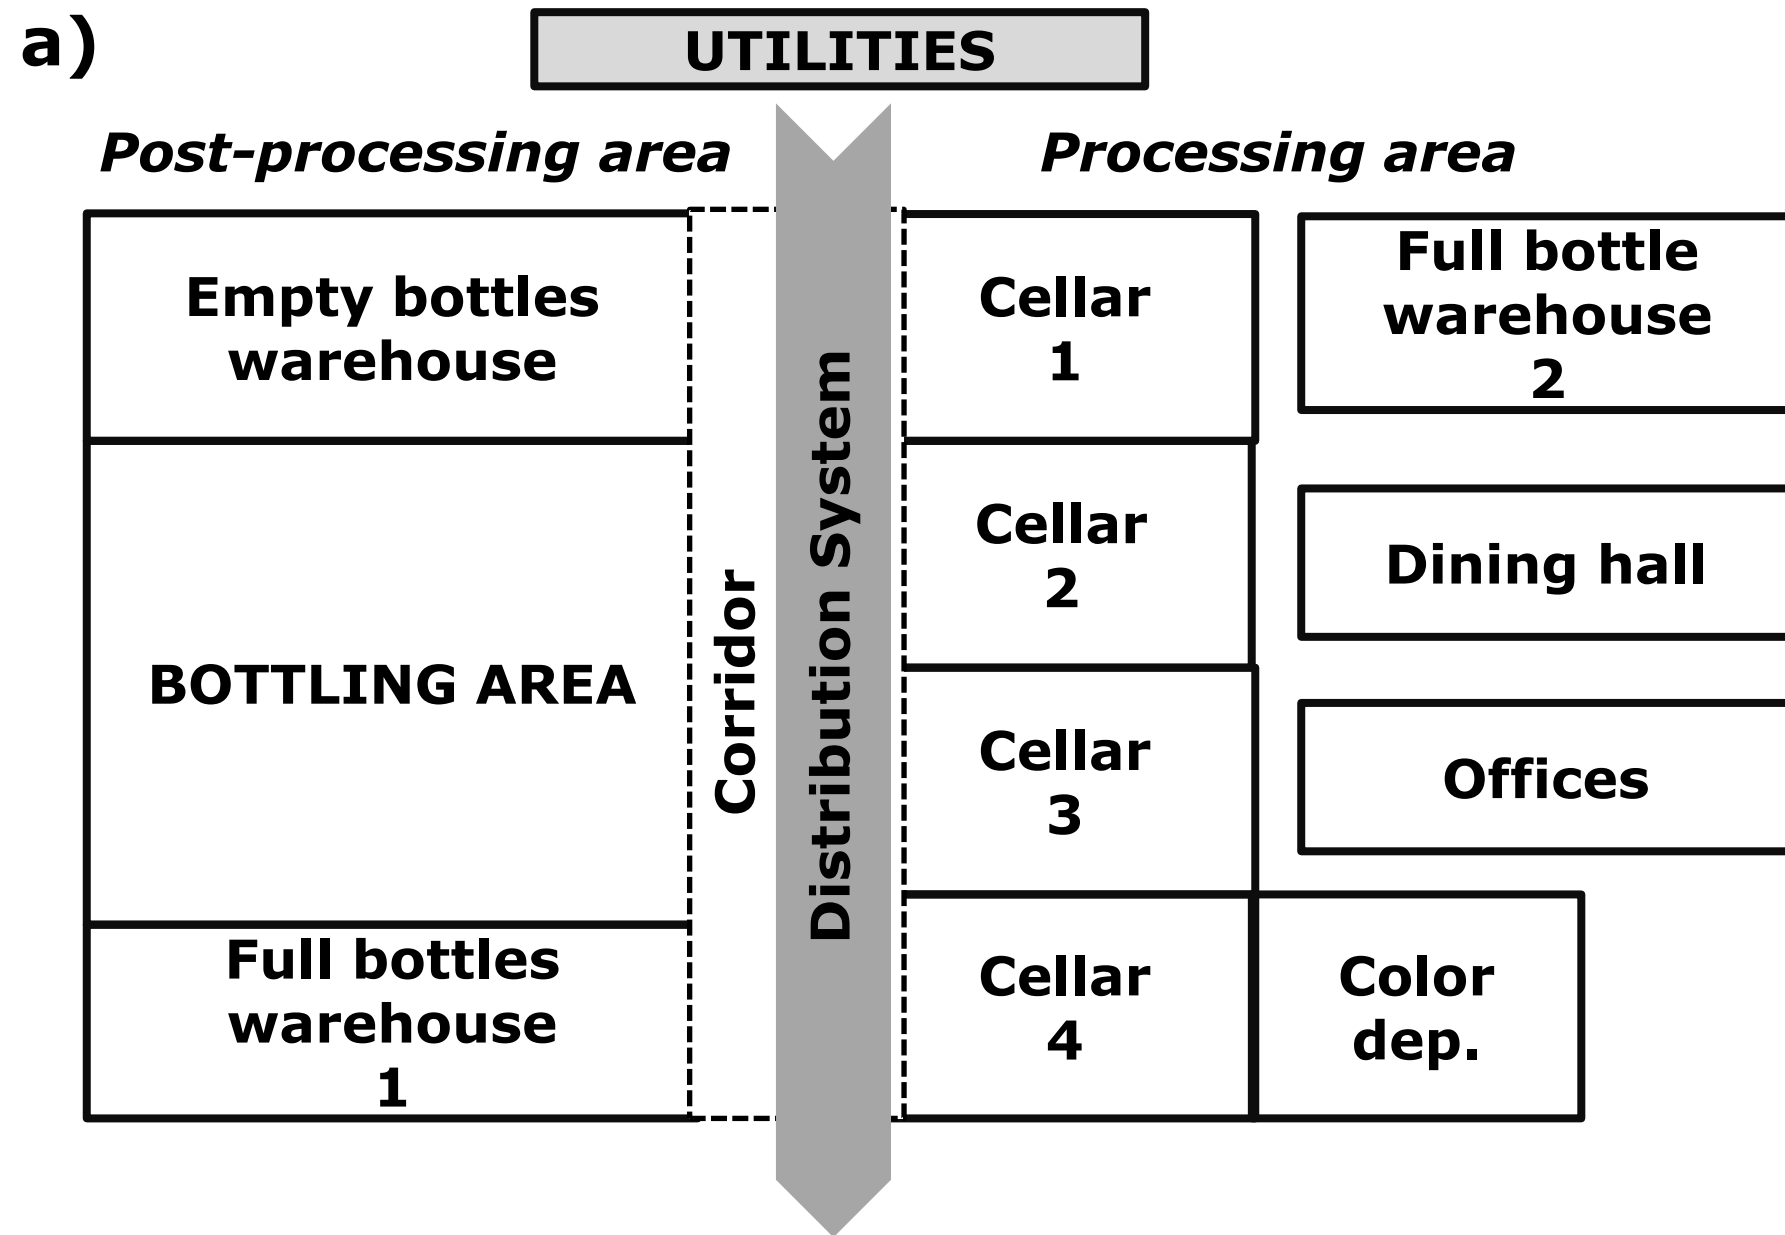 a)
UTILITIES
Post-processing area
Processing area
Empty bottles
warehouse
BOTTLING AREA
Full bottles
warehouse
1
Corridor
Distribution System
Cellar
1
Cellar
2
Cellar
3
Cellar
4
Full bottle
warehouse
2
Dining hall
Offices
Color
dep.